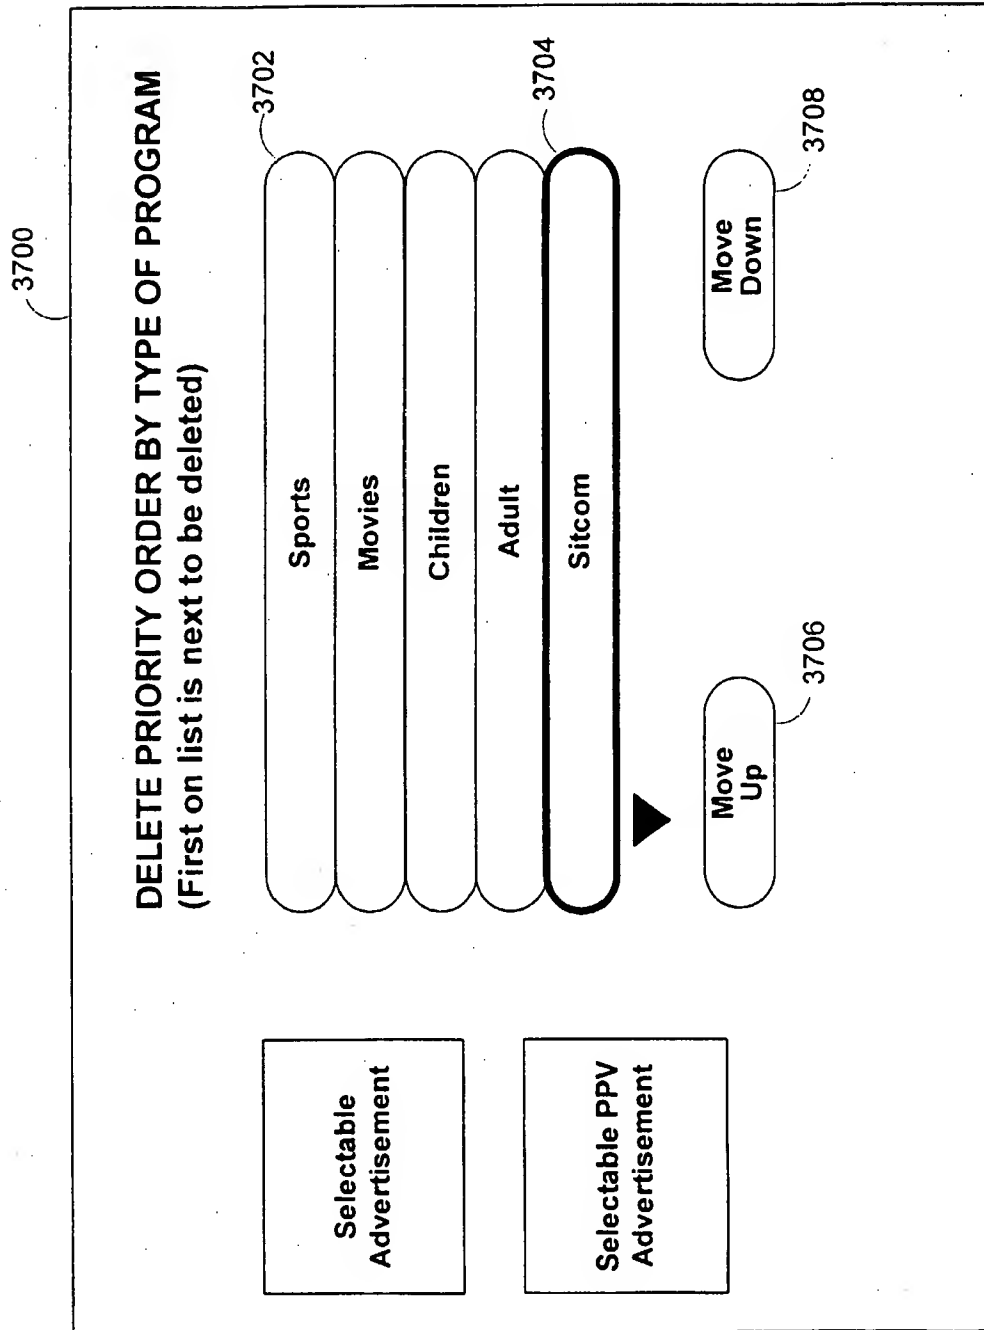 3700
DELETE PRIORITY ORDER BY TYPE OF PROGRAM
(First on list is next to be deleted)
3702
Sports
Movies
Children
Adult
3704
Sitcom
Move
Up
3706
Move
Down
3708
Selectable
Advertisement
Selectable PPV
Advertisement